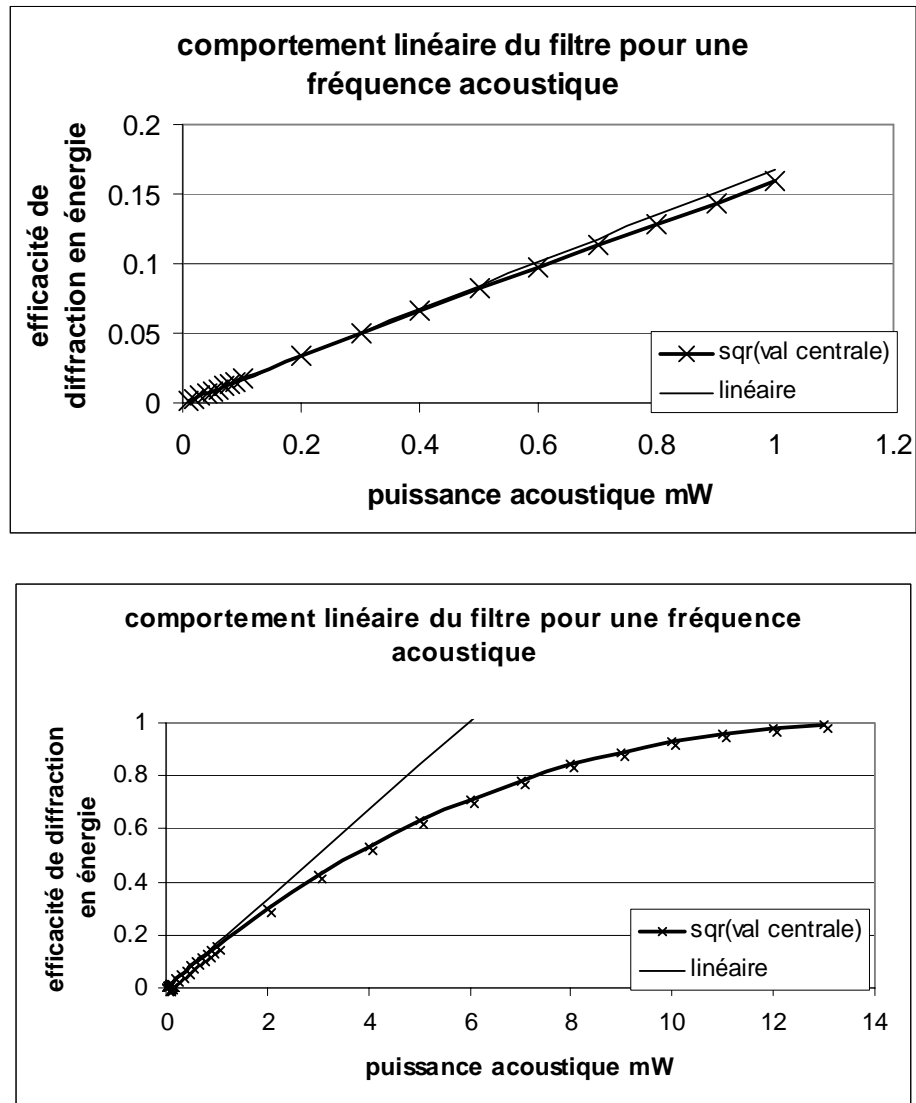 comportement linéaire du filtre pour une
fréquence acoustique
efficacité de
diffraction en énergie
0.2
0.15
0.1
0.05
0
0
0.2
0.4
0.6
0.8
1
1.2
sqr(val centrale)
linéaire
puissance acoustique mW
comportement linéaire du filtre pour une fréquence
acoustique
efficacité de diffraction
en énergie
1
0.8
0.6
0.4
0.2
0
0
2
4
6
8
10
12
14
sqr(val centrale)
linéaire
puissance acoustique mW